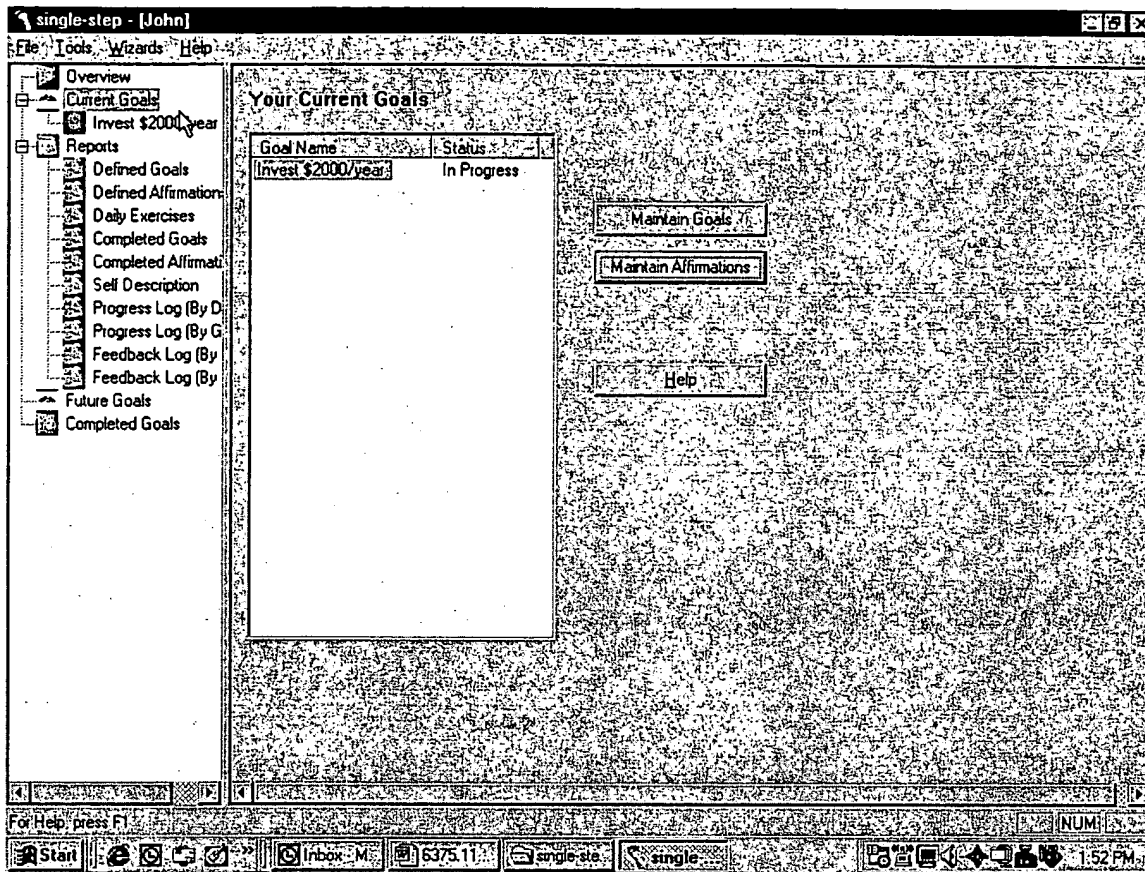 single-step - [John]
File Tools Wizards Help
Overview
Current Goals
Invest $2000/year
Reports
Defined Goals
Defined Affirmation
Daily Exercises
Completed Goals
Completed Affirmati
Self Description
Progress Log (By D
Progress Log (By G
Feedback Log (By
Feedback Log (By
Future Goals
Completed Goals
Your Current Goals
Goal Name Status
Invest $2000/year In Progress
Maintain Goals
Maintain Affirmations
Help
For Help, press F1
NUM
Start Inbox M 6375.11 single-ste... single 1:52 PM